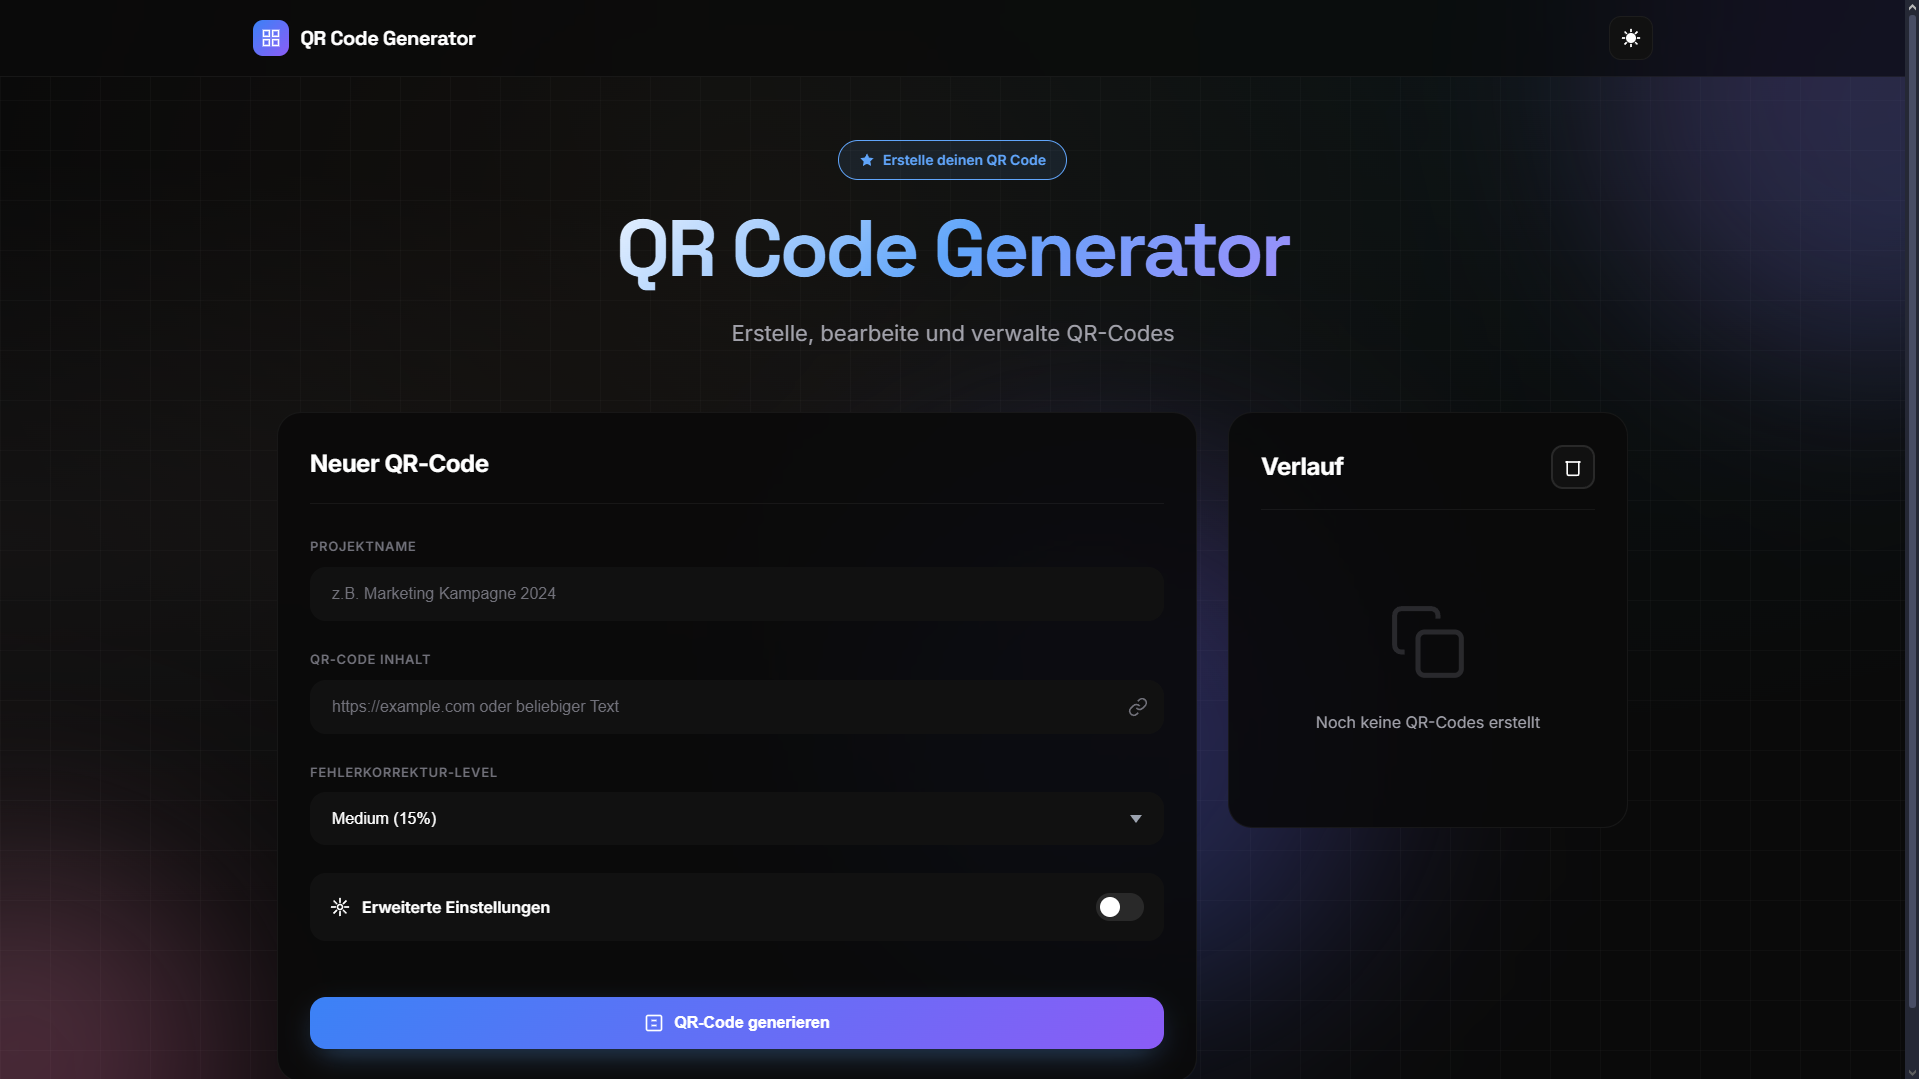 QR Code Generator
Erstelle deinen QR Code
QR Code Generator
Erstelle, bearbeite und verwalte QR-Codes
Neuer QR-Code
PROJEKTNAME
z.B. Marketing Kampagne 2024
QR-CODE INHALT
https://example.com oder beliebiger Text
FEHLERKORREKTUR-LEVEL
Medium (15%)
Erweiterte Einstellungen
QR-Code generieren
Verlauf
Noch keine QR-Codes erstellt